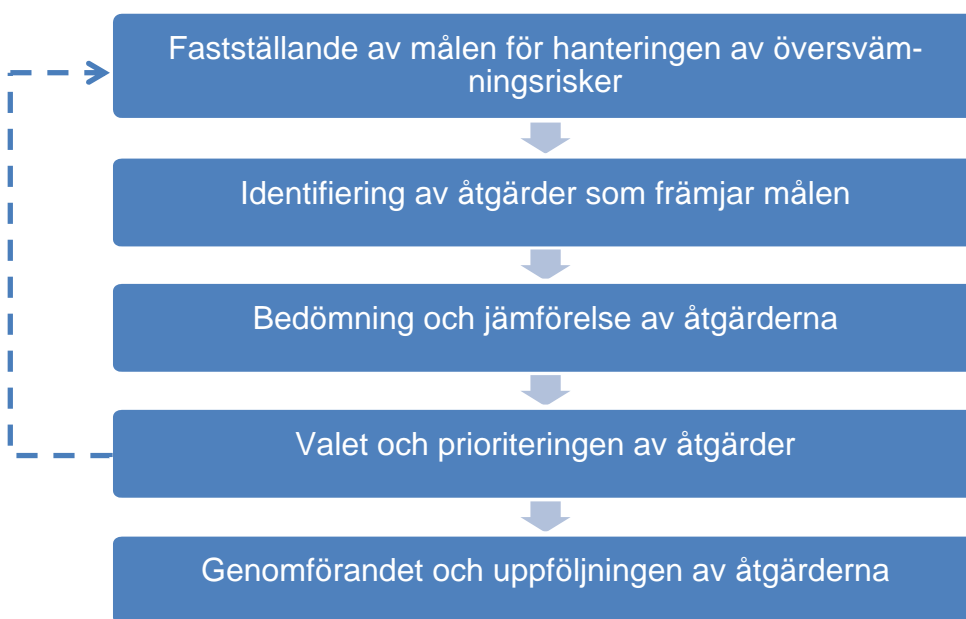 Fastställande av målen för hanteringen av översväm-
ningsrisker
Identifiering av åtgärder som främjar målen
Bedömning och jämförelse av åtgärderna
Valet och prioriteringen av åtgärder
Genomförandet och uppföljningen av åtgärderna